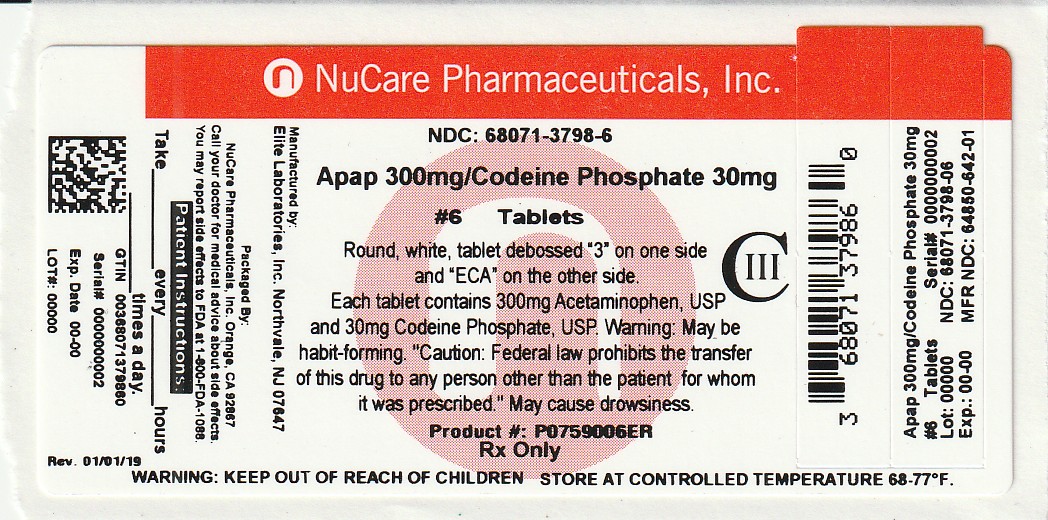 NuCare Pharmaceuticals, Inc.
NDC: 68071-3798-6
Apap 300mg/Codeine Phosphate 30mg
#6 Tablets
Round, white, tablet debossed "3" on one side
and "ECA" on the other side.
Each tablet contains 300mg Acetaminophen, USP
and 30mg Codeine Phosphate, USP. Warning: May be
habit-forming. "Caution: Federal law prohibits the transfer
of this drug to any person other than the patient for whom
it was prescribed." May cause drowsiness.
Product #: P0759006ER
Rx Only
CIII
WARNING: KEEP OUT OF REACH OF CHILDREN STORE AT CONTROLLED TEMPERATURE 68-77°F.
Manufactured by:
Elite Laboratories, Inc. Northvale, NJ 07647
Packaged By:
NuCare Pharmaceuticals, Inc. Orange, CA 92867
Call your doctor for medical advice about side effects.
You may report side effects to FDA at 1-800-FDA-1088.
Patient Instructions.
Take ______ every ______ hours
______ times a day.
GTIN 00368071379860
Serial# 0000000002
Exp. Date 00-00
LOT#: 00000
Rev. 01/01/19
3 68071 37986 0
Apap 300mg/Codeine Phosphate 30mg
#6 Tablets Serial# 0000000002
Lot: 00000 NDC: 68071-3798-06
Exp.: 00-00 MFR NDC: 64850-642-01